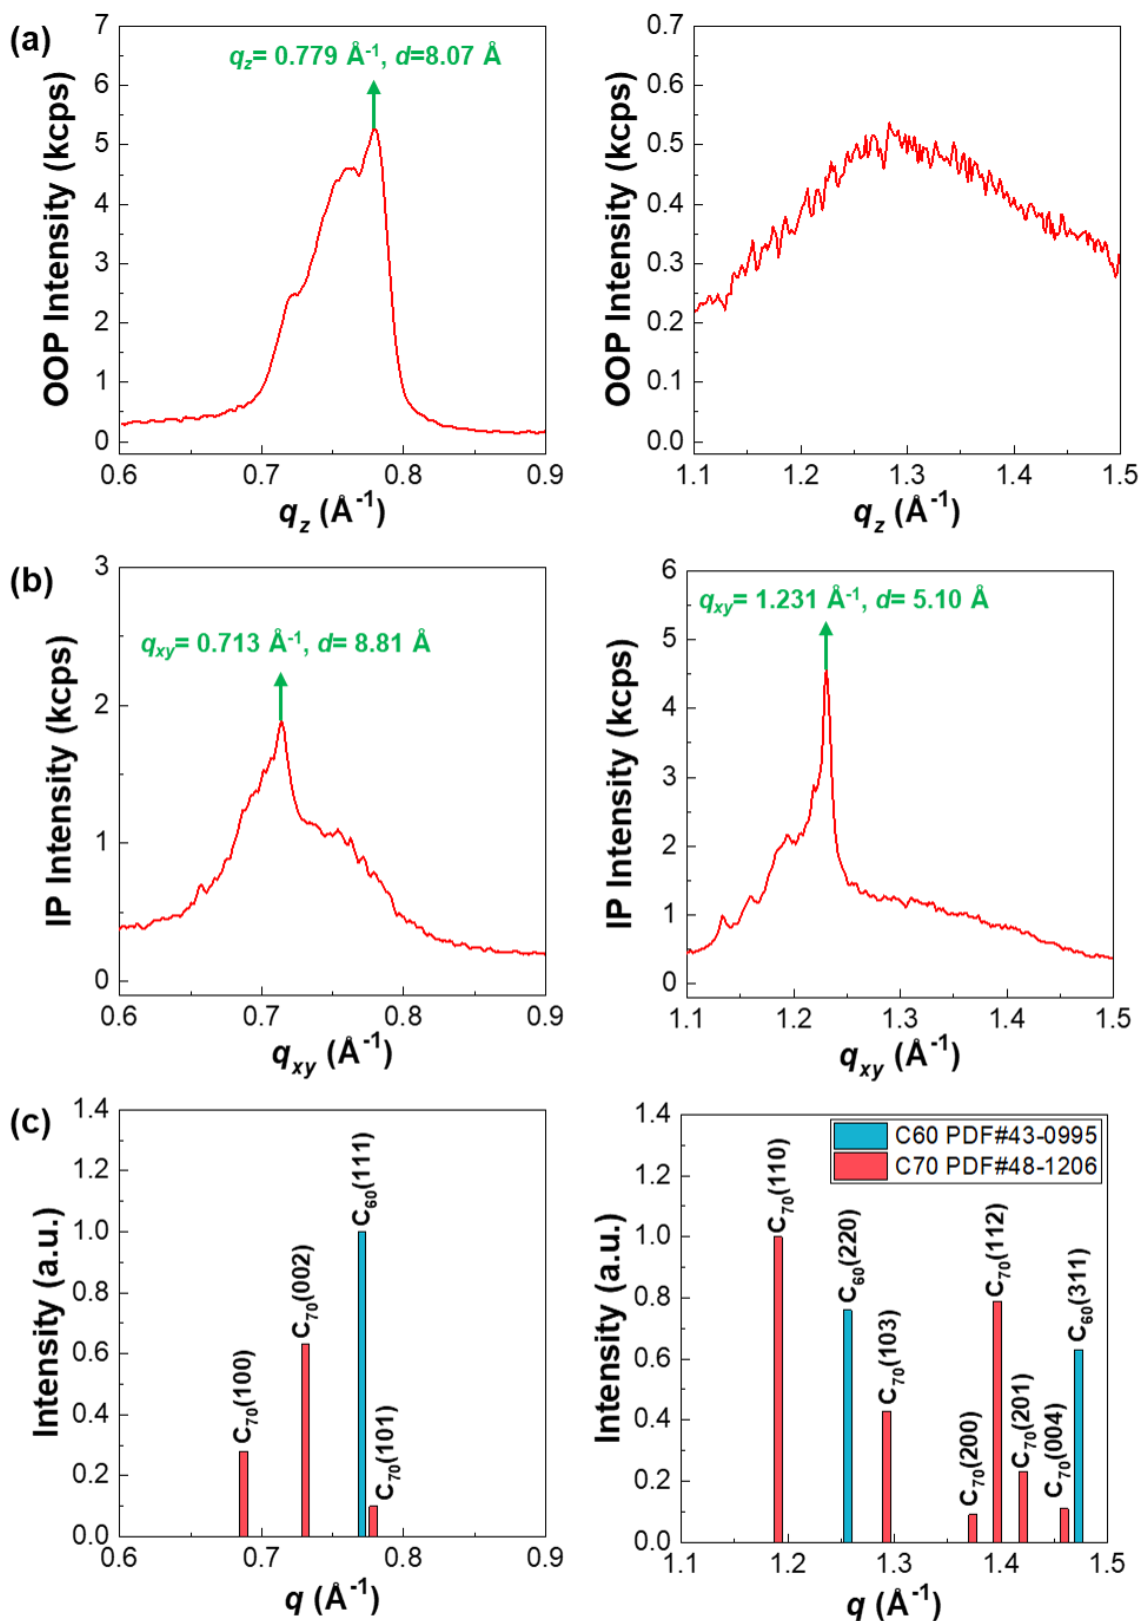 (a)
OOP Intensity (kcps)
7
6
5
4
3
2
1
0
q_z= 0.779 Å⁻¹, d=8.07 Å
0.6 0.7 0.8 0.9
q_z (Å⁻¹)
OOP Intensity (kcps)
0.7
0.6
0.5
0.4
0.3
0.2
0.1
0.0
1.1 1.2 1.3 1.4 1.5
q_z (Å⁻¹)
(b)
IP Intensity (kcps)
3
2
1
0
q_xy= 0.713 Å⁻¹, d= 8.81 Å
0.6 0.7 0.8 0.9
q_xy (Å⁻¹)
IP Intensity (kcps)
6
5
4
3
2
1
0
q_xy= 1.231 Å⁻¹, d= 5.10 Å
1.1 1.2 1.3 1.4 1.5
q_xy (Å⁻¹)
(c)
Intensity (a.u.)
1.4
1.2
1.0
0.8
0.6
0.4
0.2
0.0
C₇₀(100)
C₇₀(002)
C₆₀(111)
C₇₀(101)
0.6 0.7 0.8 0.9
q (Å⁻¹)
Intensity (a.u.)
1.4
1.2
1.0
0.8
0.6
0.4
0.2
0.0
C60 PDF#43-0995
C70 PDF#48-1206
C₇₀(110)
C₆₀(220)
C₇₀(103)
C₇₀(200)
C₇₀(112)
C₇₀(201)
C₇₀(004)
C₆₀(311)
1.1 1.2 1.3 1.4 1.5
q (Å⁻¹)